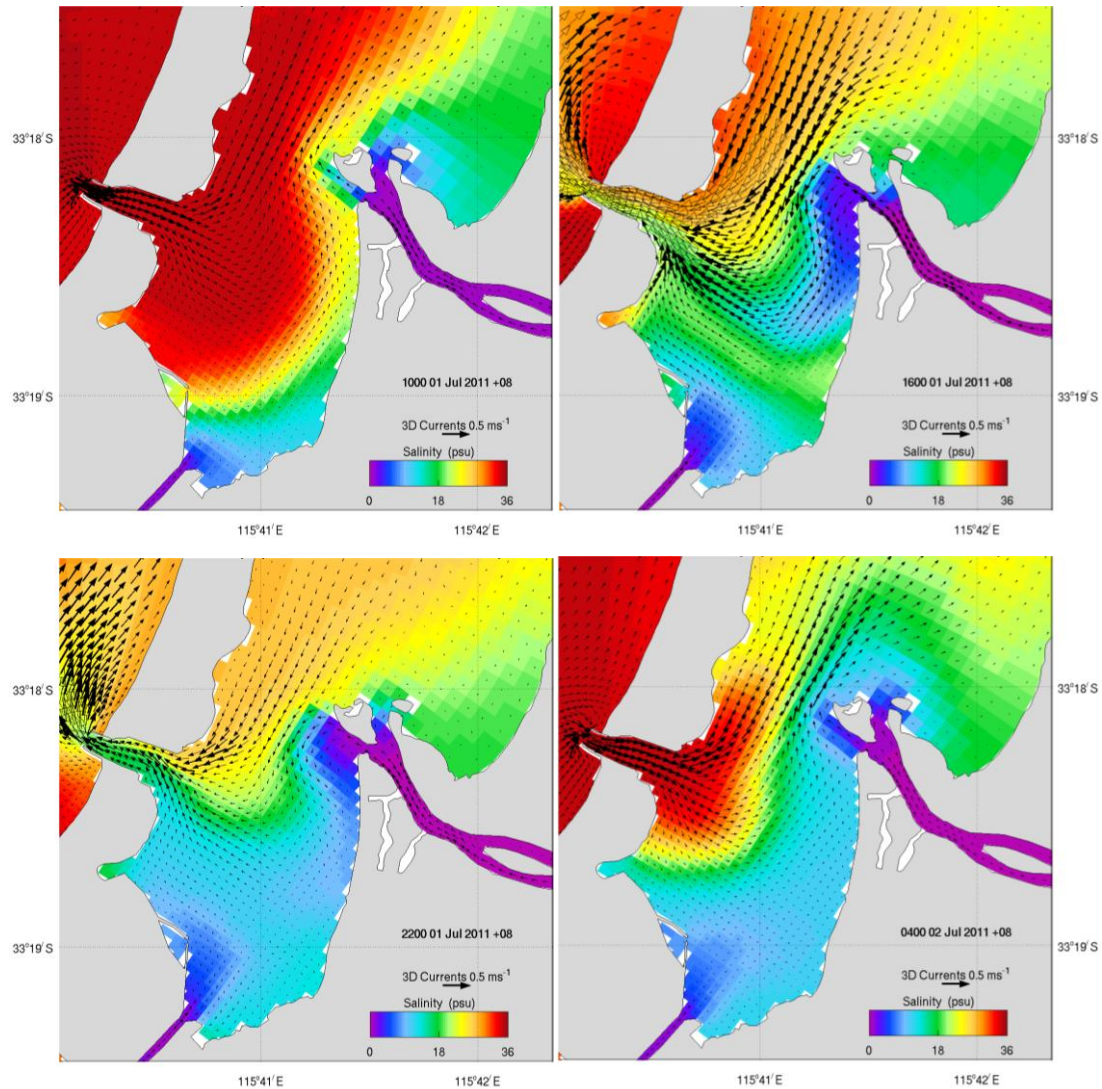 33°18′S
1000 01 Jul 2011 +08
3D Currents 0.5 ms⁻¹
Salinity (psu)
0 18 36
33°19′S
115°41′E 115°42′E
33°18′S
1600 01 Jul 2011 +08
3D Currents 0.5 ms⁻¹
Salinity (psu)
0 18 36
33°19′S
115°41′E 115°42′E
33°18′S
2200 01 Jul 2011 +08
3D Currents 0.5 ms⁻¹
Salinity (psu)
0 18 36
33°19′S
115°41′E 115°42′E
33°18′S
0400 02 Jul 2011 +08
3D Currents 0.5 ms⁻¹
Salinity (psu)
0 18 36
33°19′S
115°41′E 115°42′E